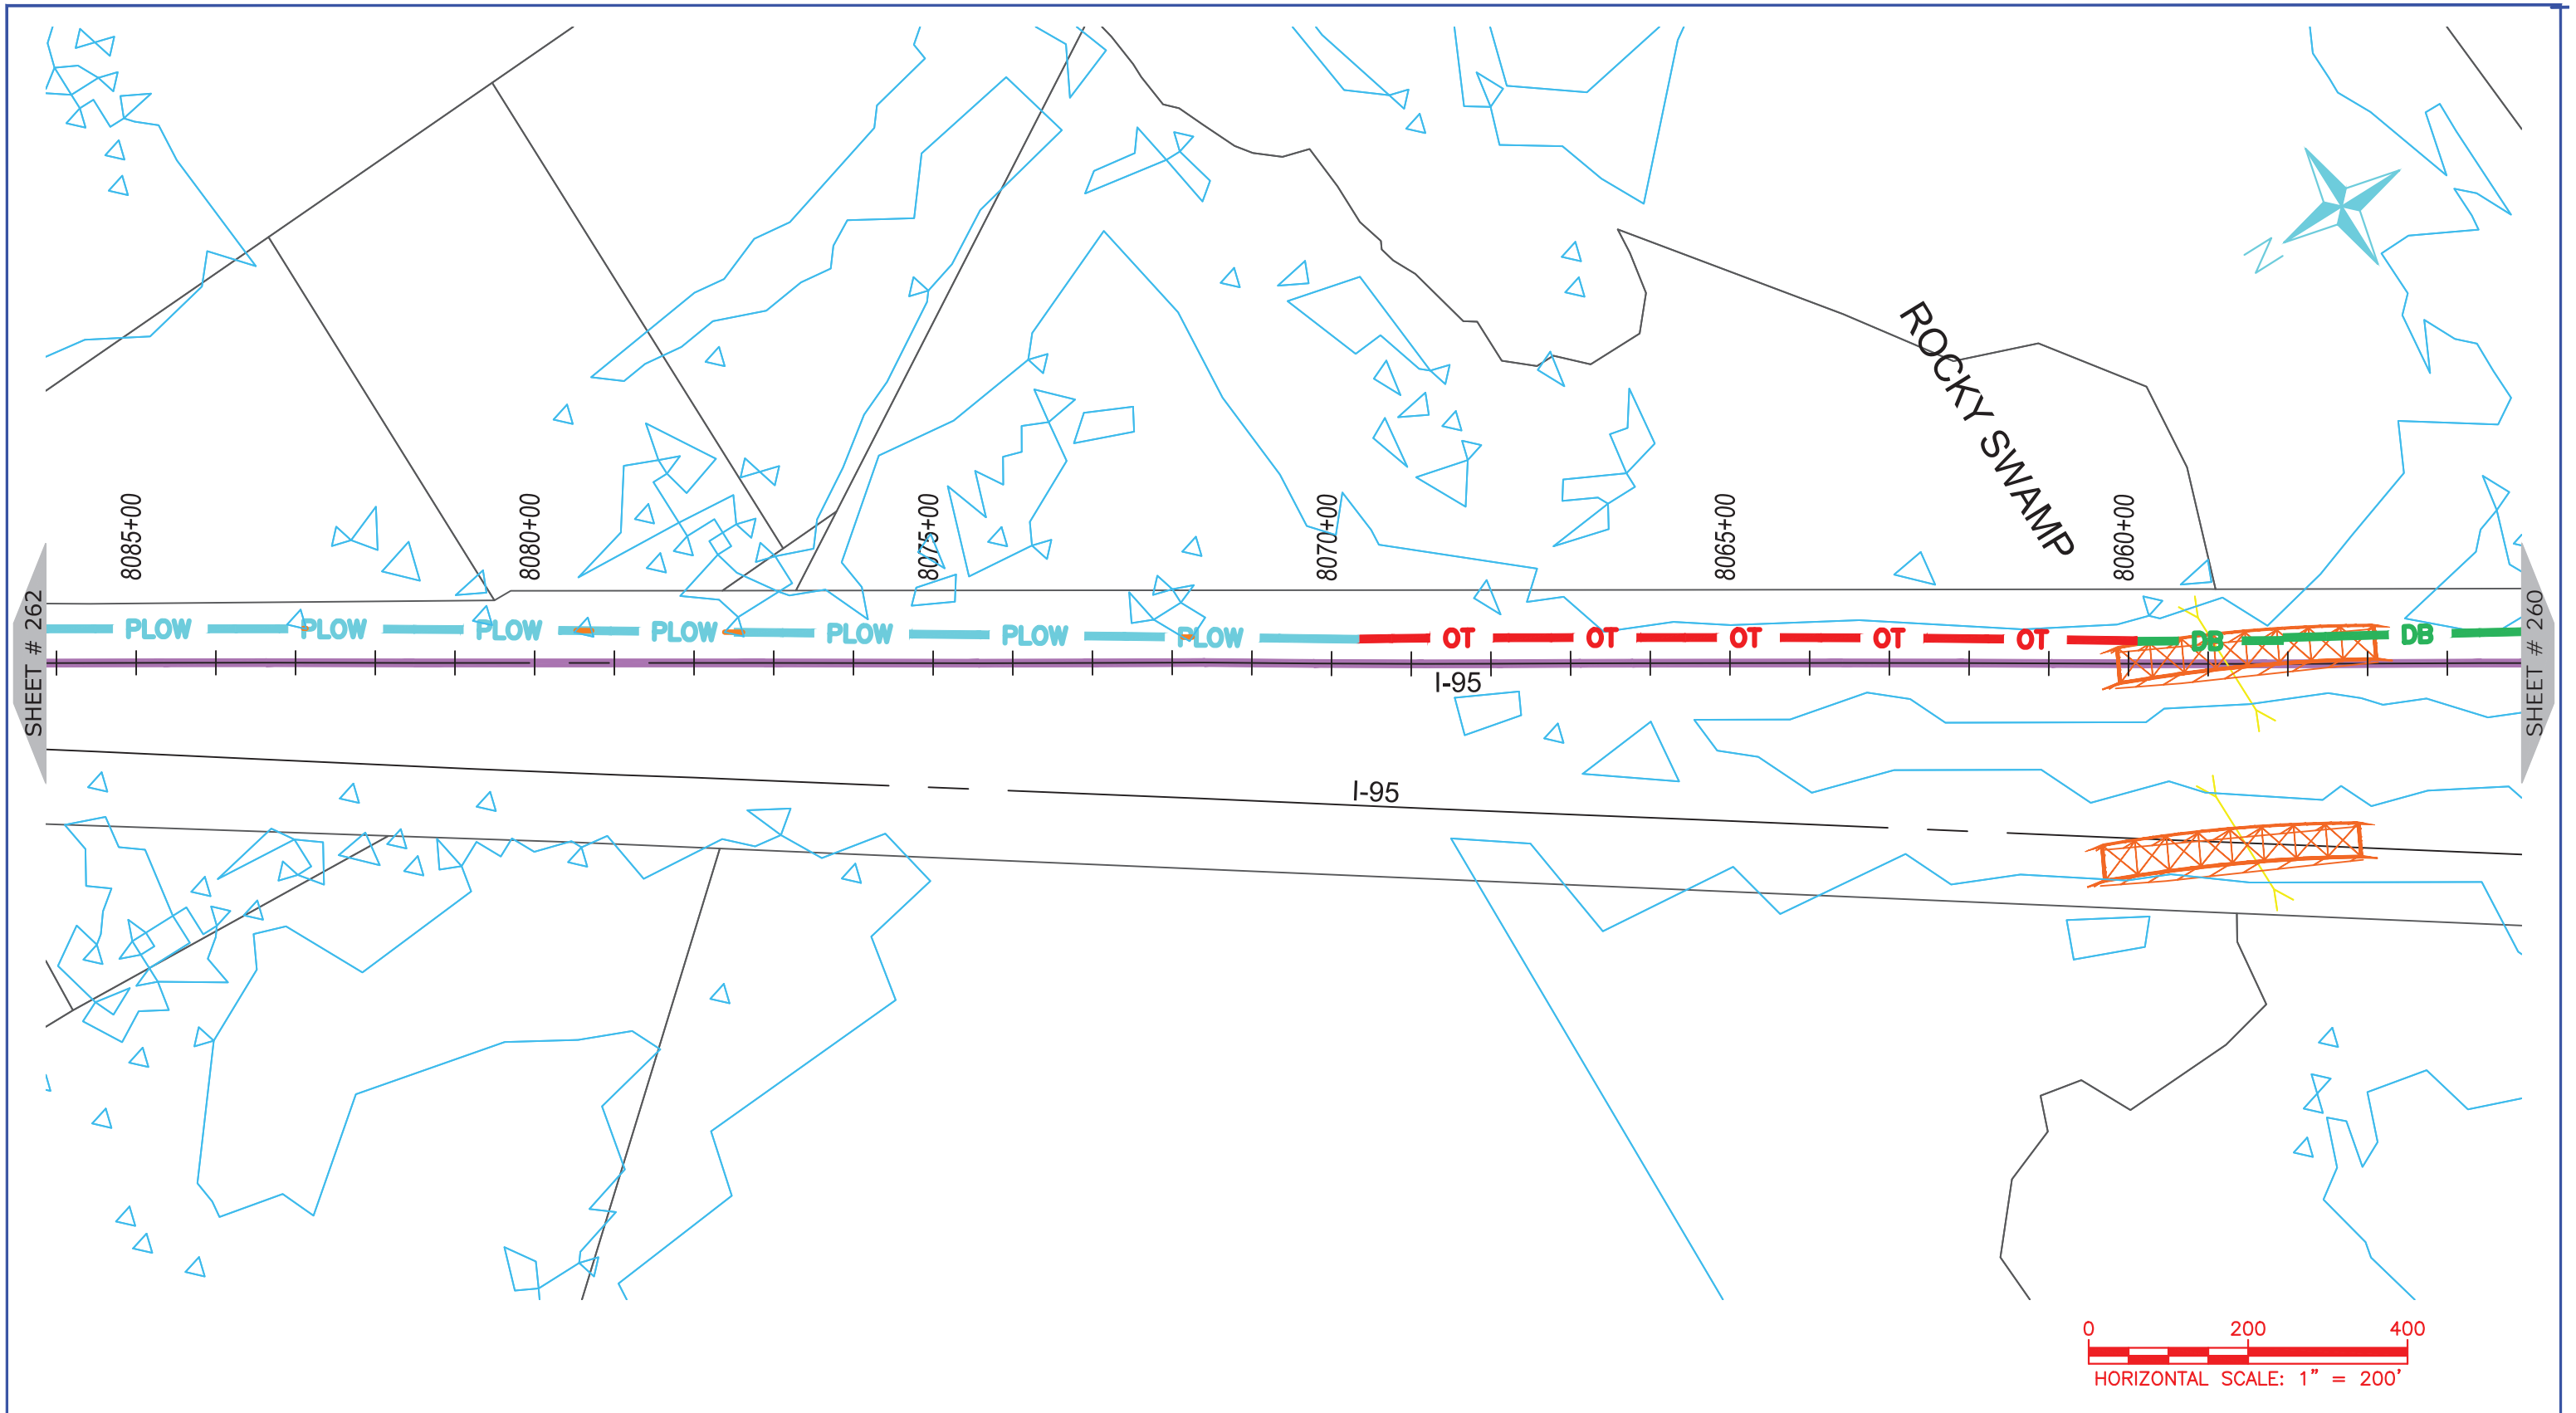 N
ROCKY SWAMP
8085+00
8080+00
8075+00
8070+00
8065+00
8060+00
SHEET # 262
PLOW PLOW PLOW PLOW PLOW PLOW PLOW OT OT OT OT OT DB DB
SHEET # 260
I-95
I-95
0 200 400
HORIZONTAL SCALE: 1" = 200'